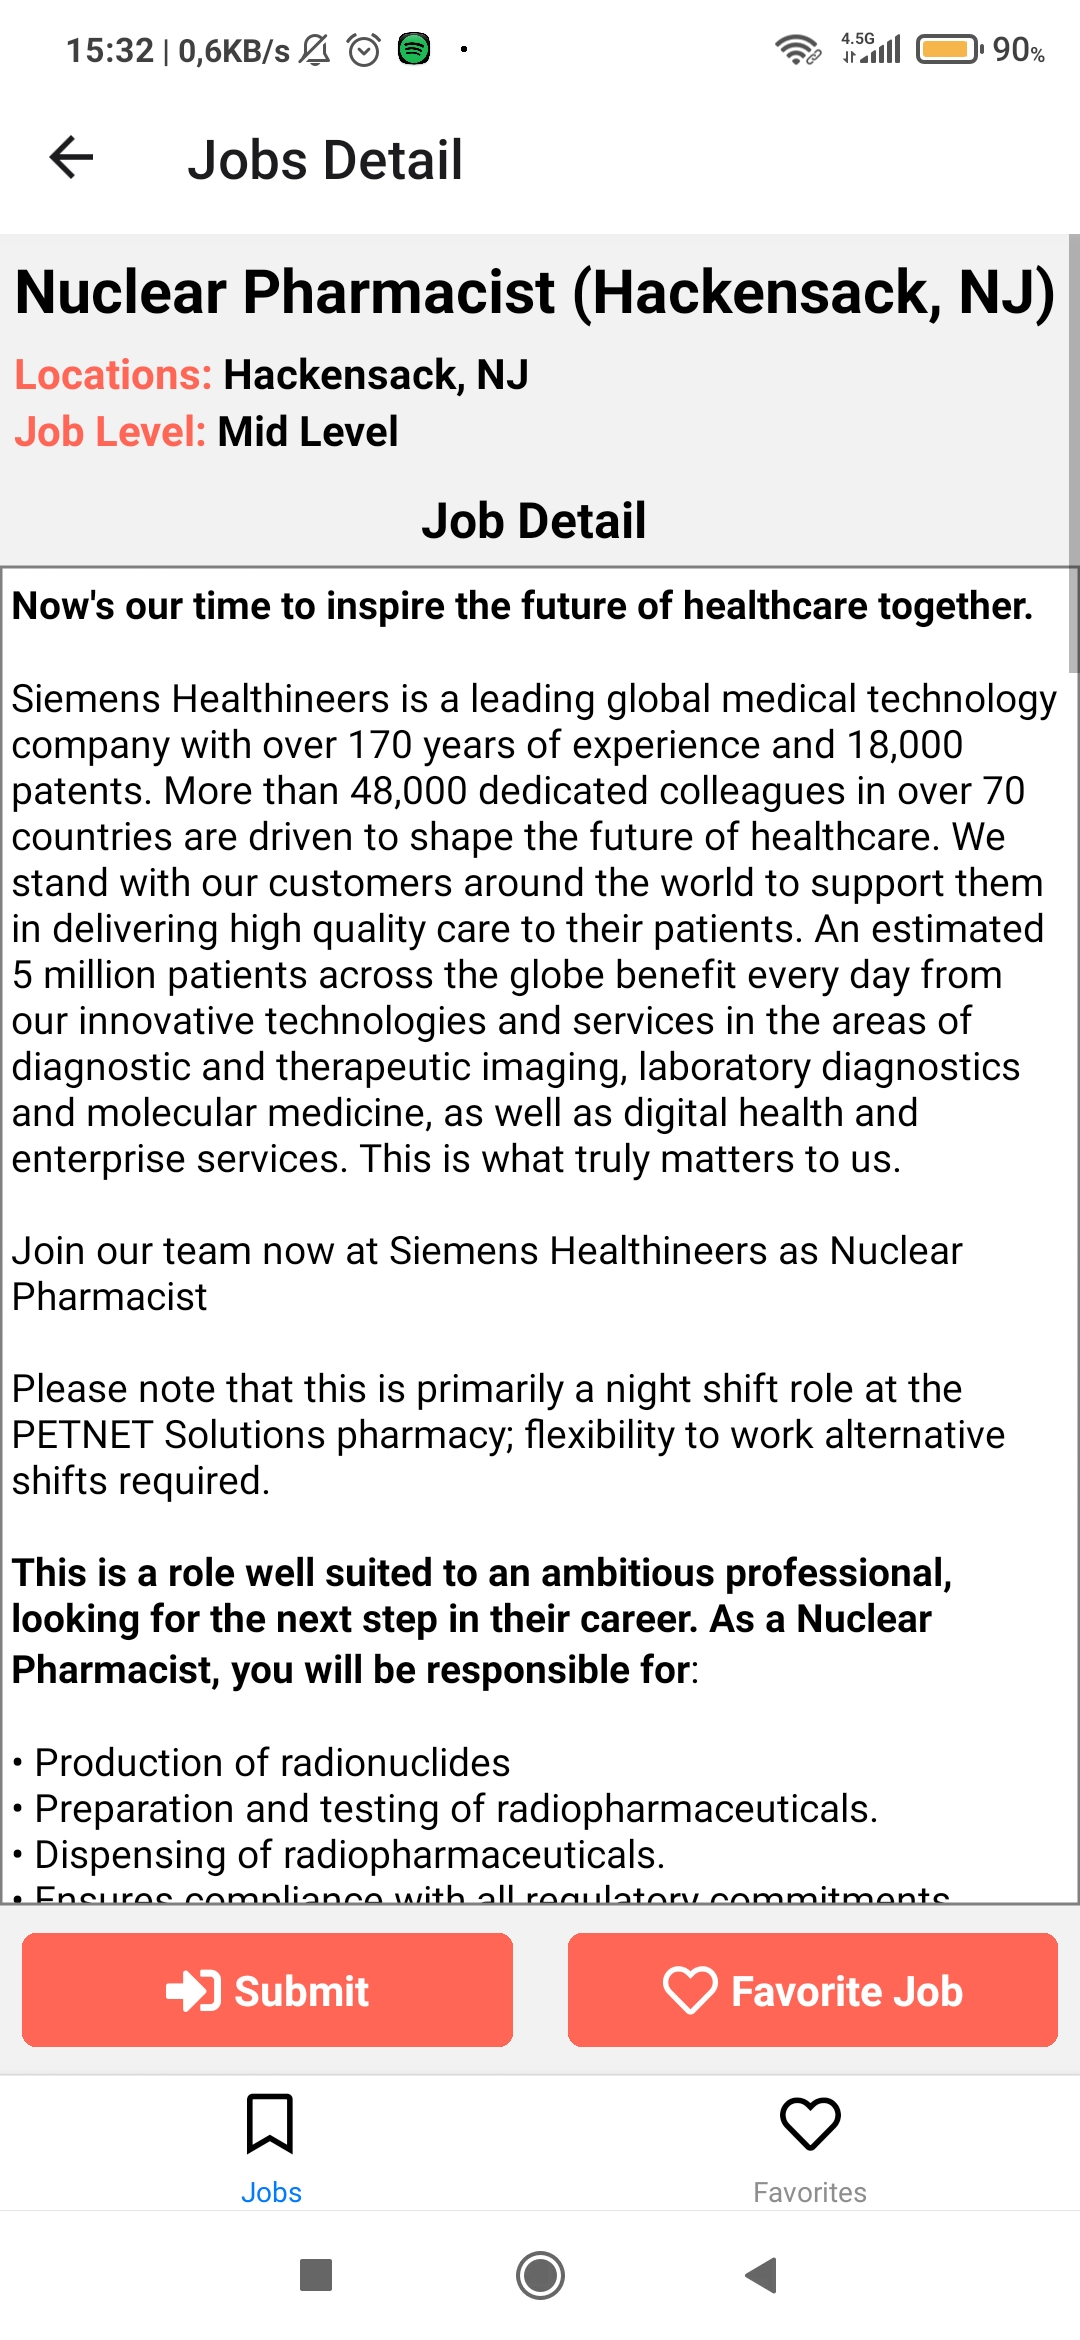 15:32 | 0,6KB/s
4.5G
90%
Jobs Detail
Nuclear Pharmacist (Hackensack, NJ)
Locations: Hackensack, NJ
Job Level: Mid Level
Job Detail
Now's our time to inspire the future of healthcare together.
Siemens Healthineers is a leading global medical technology
company with over 170 years of experience and 18,000
patents. More than 48,000 dedicated colleagues in over 70
countries are driven to shape the future of healthcare. We
stand with our customers around the world to support them
in delivering high quality care to their patients. An estimated
5 million patients across the globe benefit every day from
our innovative technologies and services in the areas of
diagnostic and therapeutic imaging, laboratory diagnostics
and molecular medicine, as well as digital health and
enterprise services. This is what truly matters to us.
Join our team now at Siemens Healthineers as Nuclear
Pharmacist
Please note that this is primarily a night shift role at the
PETNET Solutions pharmacy; flexibility to work alternative
shifts required.
This is a role well suited to an ambitious professional,
looking for the next step in their career. As a Nuclear
Pharmacist, you will be responsible for:
• Production of radionuclides
• Preparation and testing of radiopharmaceuticals.
• Dispensing of radiopharmaceuticals.
• Ensures compliance with all regulatory commitments
Submit
Favorite Job
Jobs
Favorites